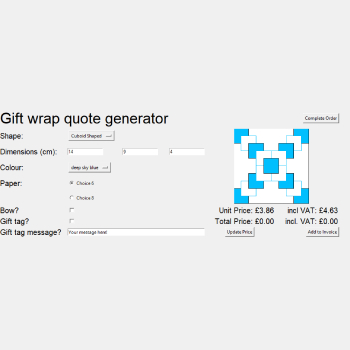 Gift wrap quote generator
Complete Order
Shape: Cuboid Shaped
Dimensions (cm): 14 9 4
Colour: deep sky blue
Paper: Choice 5
Choice 6
Bow?
Unit Price: £3.86 incl VAT: £4.63
Gift tag?
Total Price: £0.00 incl. VAT: £0.00
Gift tag message? Your message here!
Update Price Add to Invoice